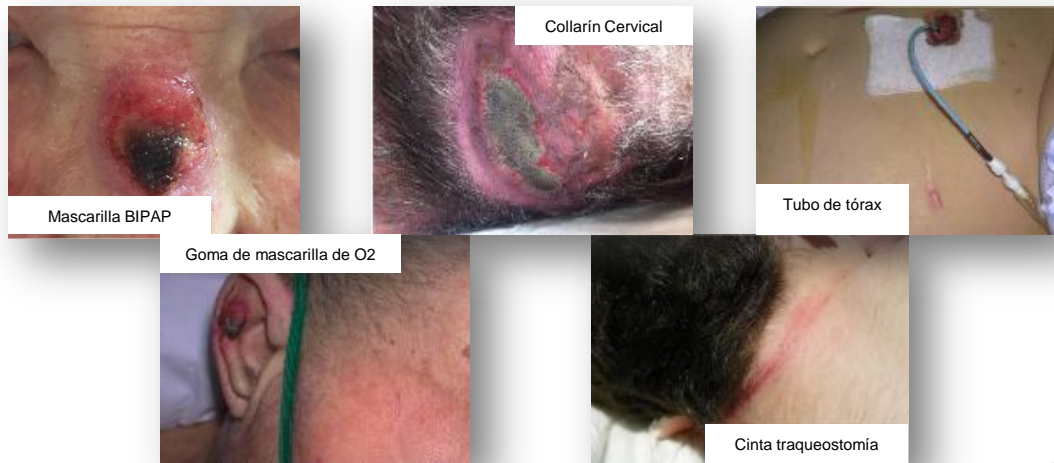 Collarín Cervical
Mascarilla BIPAP
Tubo de tórax
Goma de mascarilla de O2
Cinta traqueostomía